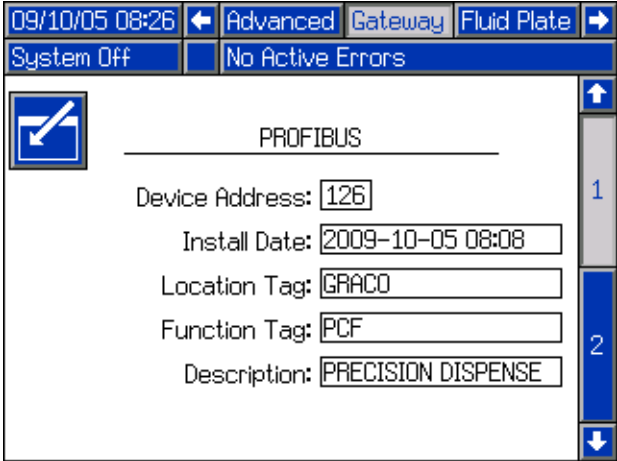 09/10/05 08:26 Advanced Gateway Fluid Plate
System Off No Active Errors
PROFIBUS
1
Device Address: 126
Install Date: 2009-10-05 08:08
Location Tag: GRACO
Function Tag: PCF
2
Description: PRECISION DISPENSE